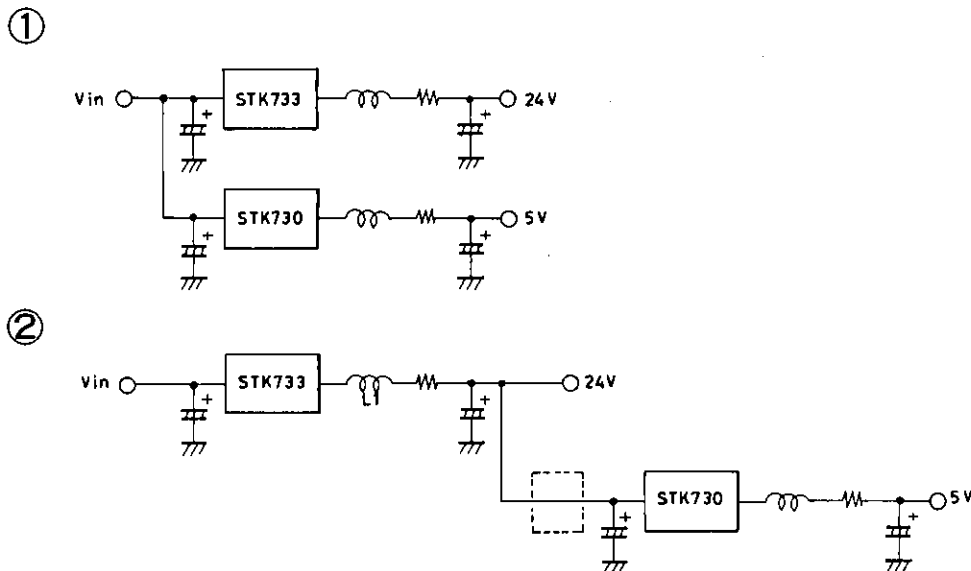 ①
Vin
+
STK733
+
24V
+
STK730
+
5V
②
Vin
+
STK733
L1
+
24V
+
STK730
+
5V